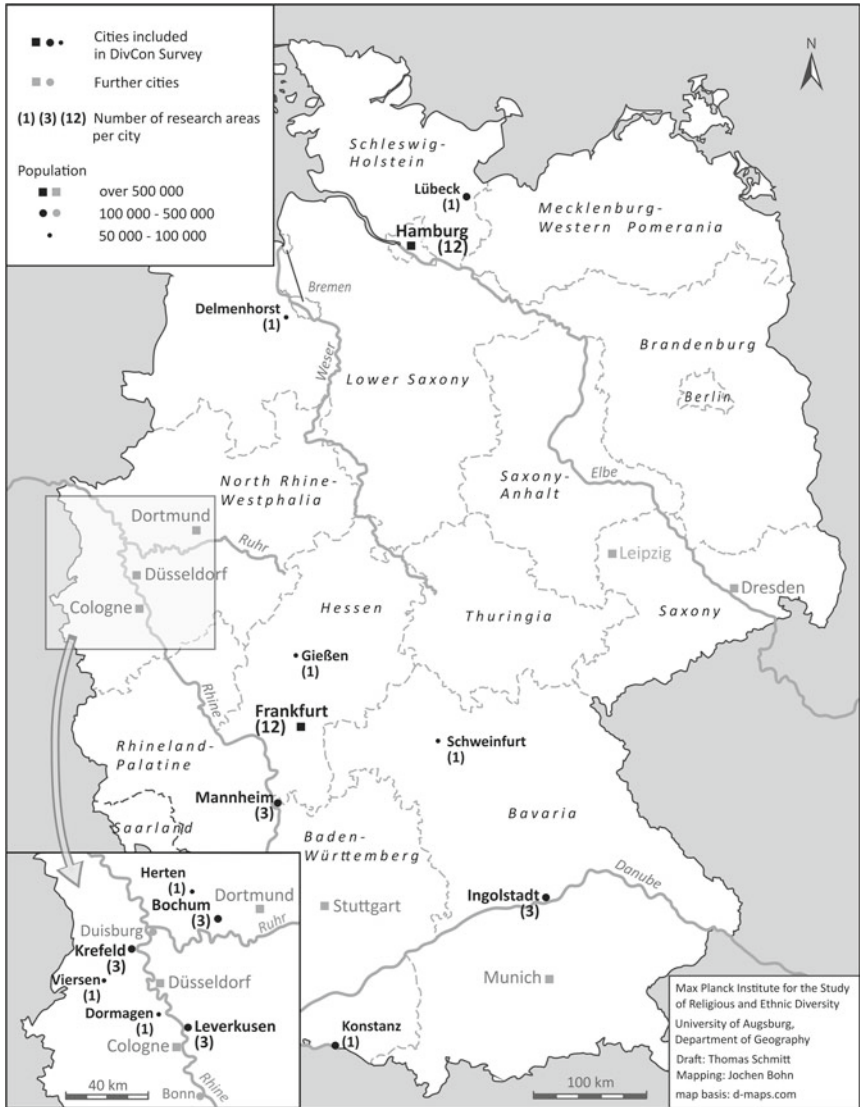 Cities included
in DivCon Survey
Further cities
(1) (3) (12) Number of research areas
per city
Population
over 500 000
100 000 - 500 000
50 000 - 100 000
N
Schleswig-
Holstein
Lübeck
(1)
Mecklenburg-
Western Pomerania
Hamburg
(12)
Bremen
Delmenhorst
(1)
Weser
Lower Saxony
Brandenburg
Berlin
North Rhine-
Westphalia
Saxony-
Anhalt
Elbe
Dortmund
Ruhr
Düsseldorf
Cologne
Leipzig
Dresden
Hessen
Thuringia
Saxony
Gießen
(1)
Rhine
Frankfurt
(12)
Schweinfurt
(1)
Rhineland-
Palatine
Mannheim
(3)
Saarland
Baden-
Württemberg
Bavaria
Stuttgart
Ingolstadt
(3)
Danube
Munich
Konstanz
(1)
Herten
(1)
Bochum
(3)
Dortmund
Duisburg
Ruhr
Krefeld
(3)
Viersen
(1)
Düsseldorf
Dormagen
(1)
Leverkusen
(3)
Cologne
40 km
Bonn
Rhine
100 km
Max Planck Institute for the Study
of Religious and Ethnic Diversity
University of Augsburg,
Department of Geography
Draft: Thomas Schmitt
Mapping: Jochen Bohn
map basis: d-maps.com